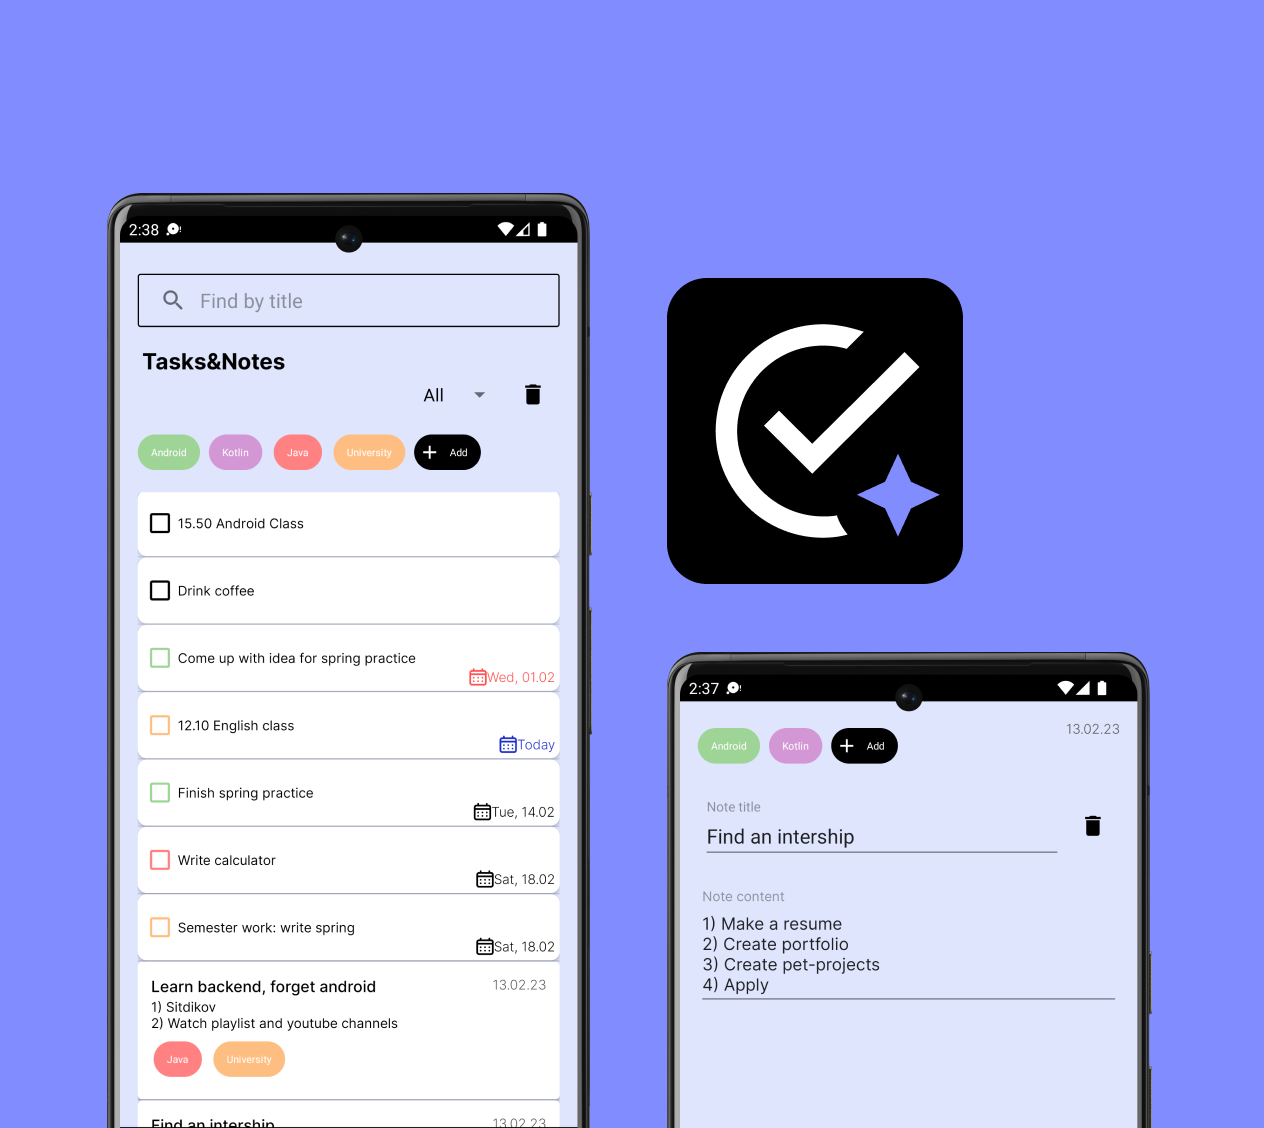 2:38
Find by title
Tasks&Notes
All
Android Kotlin Java University + Add
15.50 Android Class
Drink coffee
Come up with idea for spring practice
Wed, 01.02
12.10 English class
Today
Finish spring practice
Tue, 14.02
Write calculator
Sat, 18.02
Semester work: write spring
Sat, 18.02
Learn backend, forget android 13.02.23
1) Sitdikov
2) Watch playlist and youtube channels
Java University
Find an intership 13.02.23
2:37
13.02.23
Android Kotlin + Add
Note title
Find an intership
Note content
1) Make a resume
2) Create portfolio
3) Create pet-projects
4) Apply